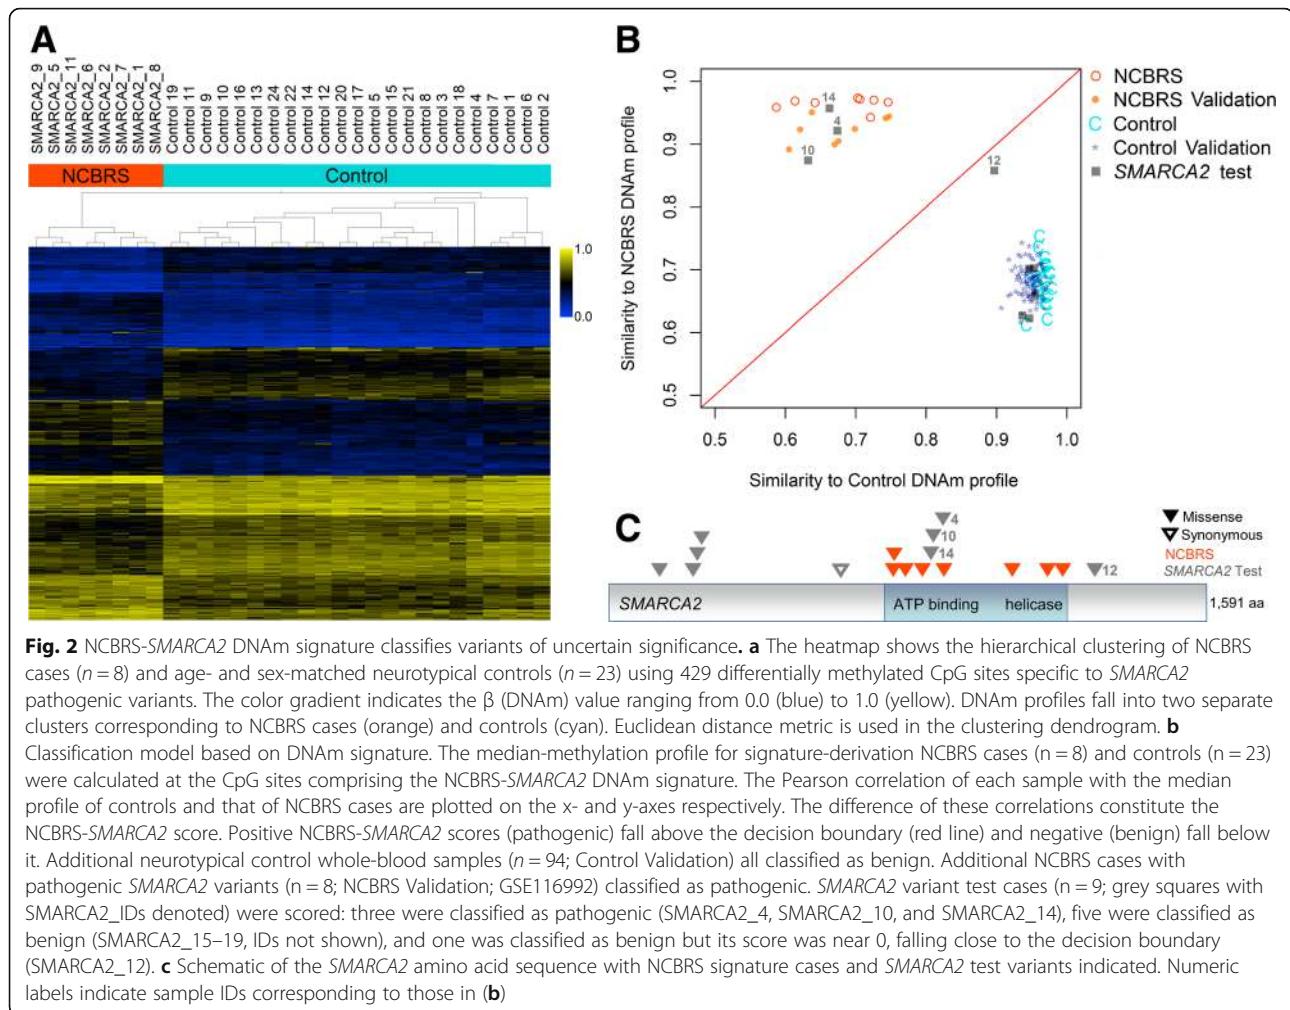 A
SMARCA2_9
SMARCA2_5
SMARCA2_11
SMARCA2_6
SMARCA2_2
SMARCA2_7
SMARCA2_1
SMARCA2_8
Control 19
Control 11
Control 9
Control 10
Control 16
Control 13
Control 24
Control 22
Control 14
Control 12
Control 20
Control 17
Control 5
Control 15
Control 21
Control 8
Control 3
Control 18
Control 4
Control 7
Control 1
Control 6
Control 2
NCBRS
Control
1.0
0.0
B
Similarity to NCBRS DNAm profile
1.0
0.9
0.8
0.7
0.6
0.5
14
4
10
12
0.5 0.6 0.7 0.8 0.9 1.0
Similarity to Control DNAm profile
NCBRS
NCBRS Validation
Control
Control Validation
SMARCA2 test
C
4
10
14
12
Missense
Synonymous
NCBRS
SMARCA2 Test
SMARCA2
ATP binding
helicase
1,591 aa
Fig. 2 NCBRS-SMARCA2 DNAm signature classifies variants of uncertain significance. a The heatmap shows the hierarchical clustering of NCBRS
cases (n = 8) and age- and sex-matched neurotypical controls (n = 23) using 429 differentially methylated CpG sites specific to SMARCA2
pathogenic variants. The color gradient indicates the β (DNAm) value ranging from 0.0 (blue) to 1.0 (yellow). DNAm profiles fall into two separate
clusters corresponding to NCBRS cases (orange) and controls (cyan). Euclidean distance metric is used in the clustering dendrogram. b
Classification model based on DNAm signature. The median-methylation profile for signature-derivation NCBRS cases (n = 8) and controls (n = 23)
were calculated at the CpG sites comprising the NCBRS-SMARCA2 DNAm signature. The Pearson correlation of each sample with the median
profile of controls and that of NCBRS cases are plotted on the x- and y-axes respectively. The difference of these correlations constitute the
NCBRS-SMARCA2 score. Positive NCBRS-SMARCA2 scores (pathogenic) fall above the decision boundary (red line) and negative (benign) fall below
it. Additional neurotypical control whole-blood samples (n = 94; Control Validation) all classified as benign. Additional NCBRS cases with
pathogenic SMARCA2 variants (n = 8; NCBRS Validation; GSE116992) classified as pathogenic. SMARCA2 variant test cases (n = 9; grey squares with
SMARCA2_IDs denoted) were scored: three were classified as pathogenic (SMARCA2_4, SMARCA2_10, and SMARCA2_14), five were classified as
benign (SMARCA2_15–19, IDs not shown), and one was classified as benign but its score was near 0, falling close to the decision boundary
(SMARCA2_12). c Schematic of the SMARCA2 amino acid sequence with NCBRS signature cases and SMARCA2 test variants indicated. Numeric
labels indicate sample IDs corresponding to those in (b)